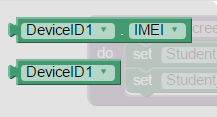 DeviceID1 . IMEI
do set Student
DeviceID1
set Student